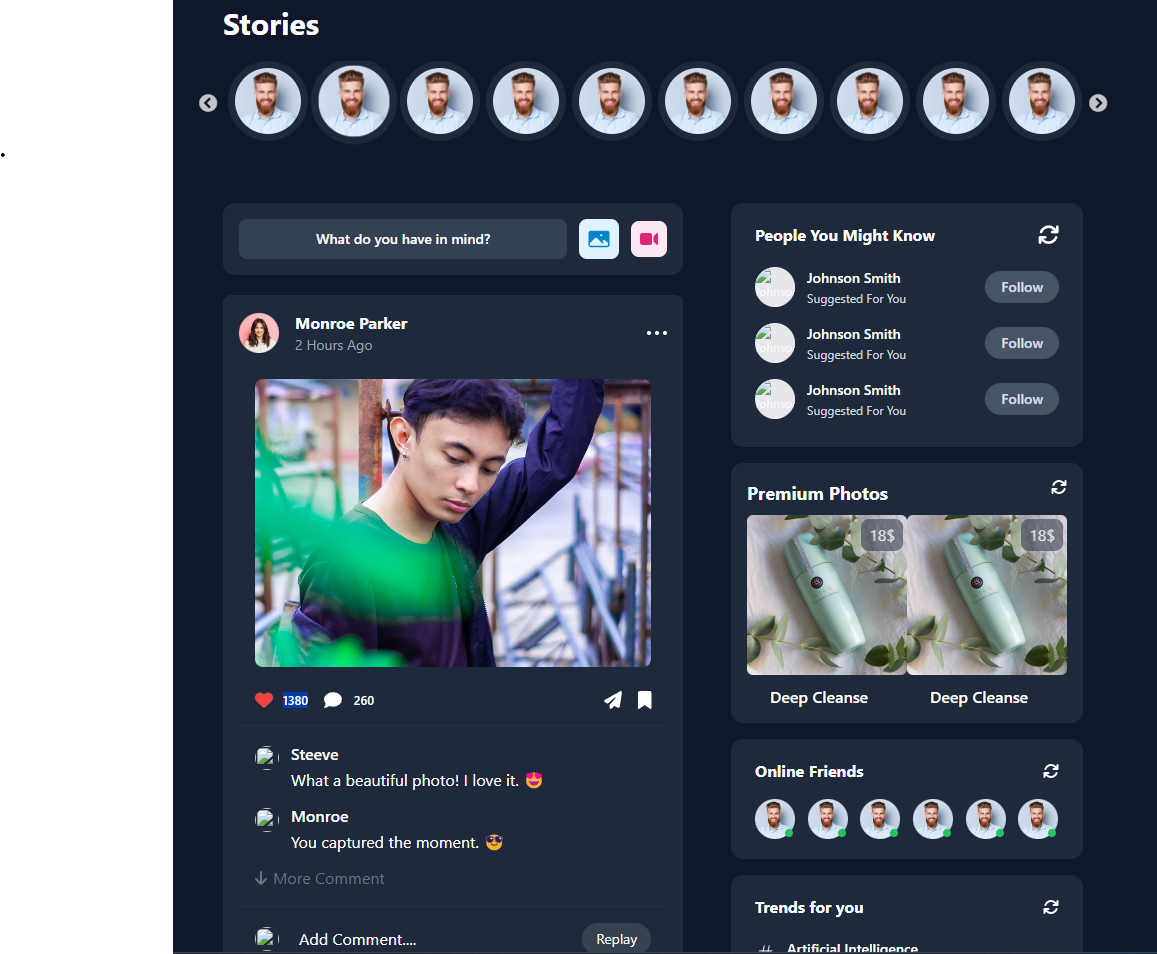 Stories
What do you have in mind?
Monroe Parker
2 Hours Ago
1380
260
Steeve
What a beautiful photo! I love it. 😍
Monroe
You captured the moment. 😎
More Comment
Add Comment....
Replay
People You Might Know
Johnson Smith
Suggested For You
Follow
Johnson Smith
Suggested For You
Follow
Johnson Smith
Suggested For You
Follow
Premium Photos
18$
18$
Deep Cleanse
Deep Cleanse
Online Friends
Trends for you
# Artificial Intelligence